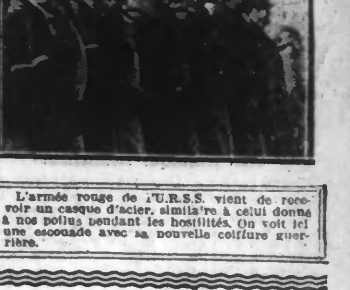 L'armée rouge de l'U.R.S.S. vient de rece-
voir un casque d'acier, similaire à celui donné
à nos poilus pendant les hostilités. On voit ici
une escouade avec sa nouvelle coiffure guer-
rière.